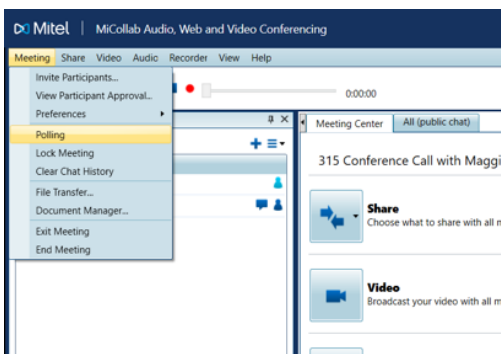 Mitel | MiCollab Audio, Web and Video Conferencing
Meeting Share Video Audio Recorder View Help
Invite Participants...
View Participant Approval...
Preferences
Polling
Lock Meeting
Clear Chat History
File Transfer...
Document Manager...
Exit Meeting
End Meeting
0:00:00
Meeting Center All (public chat)
315 Conference Call with Maggi
Share
Choose what to share with all m
Video
Broadcast your video with all m